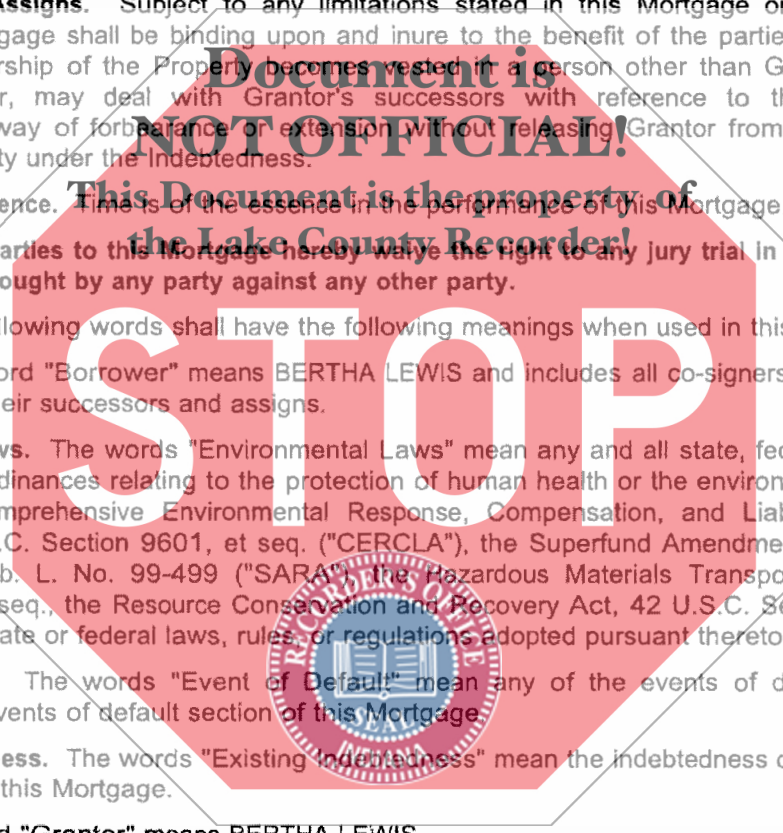 Assigns. Subject to any limitations stated in this Mortgage
gage shall be binding upon and inure to the benefit of the
rship of the Property becomes vested in a person other than
may deal with Grantor's successors with reference to
way of forbearance or extension without releasing Grantor from
under the Indebtedness.
Document is
NOT OFFICIAL!
This Document is the property of
the Lake County Recorder!
ence. Time is of the essence in the performance of this Mortgage
arties to this Mortgage hereby waive the right to any jury trial in
ought by any party against any other party.
STOP
llowing words shall have the following meanings when used in this
ord "Borrower" means BERTHA LEWIS and includes all co-signers
eir successors and assigns.
ws. The words "Environmental Laws" mean any and all state, fed
dinances relating to the protection of human health or the environ
mprehensive Environmental Response, Compensation, and Liab
.C. Section 9601, et seq. ("CERCLA"), the Superfund Amendme
b. L. No. 99-499 ("SARA"), the Hazardous Materials Transpo
seq., the Resource Conservation and Recovery Act, 42 U.S.C. Se
ate or federal laws, rules, or regulations adopted pursuant thereto
The words "Event of Default" mean any of the events of d
vents of default section of this Mortgage.
ess. The words "Existing Indebtedness" mean the indebtedness
this Mortgage.
RECORDER'S OFFICE
SEAL
INDIANA
"Grantor" means BERTHA LEWIS